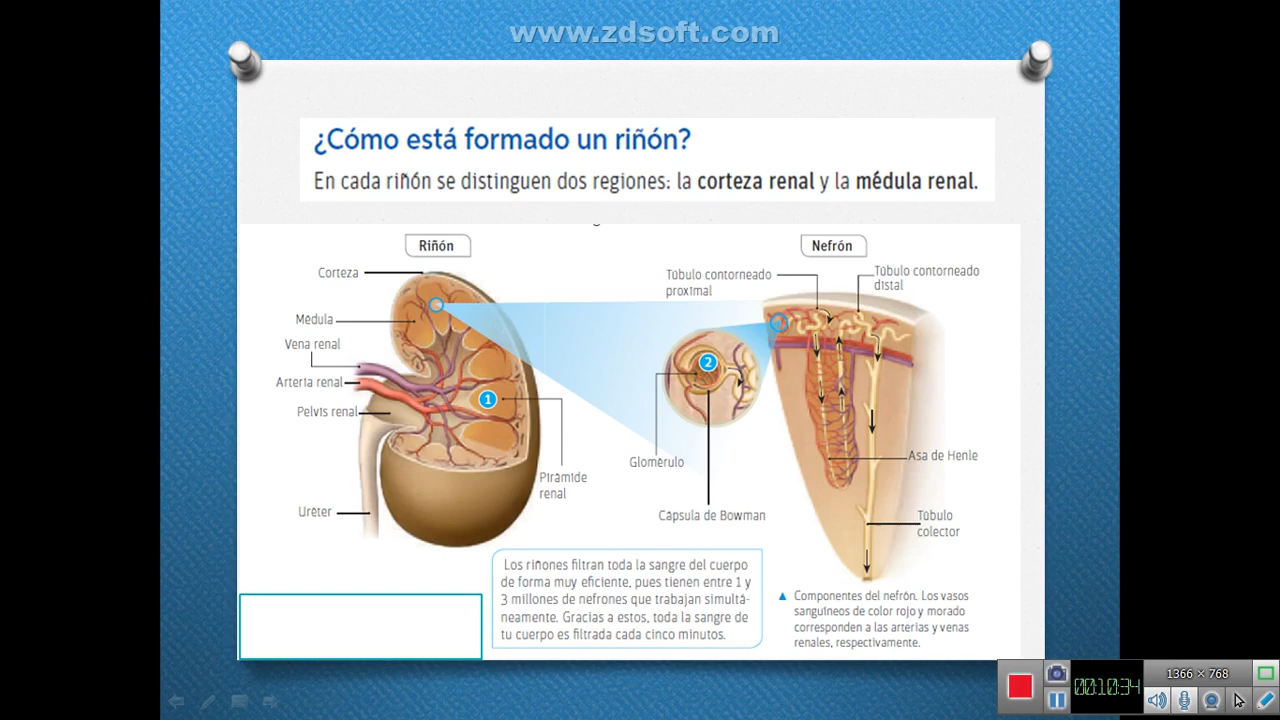 www.zdsoft.com
¿Cómo está formado un riñón?
En cada riñón se distinguen dos regiones: la corteza renal y la médula renal.
Riñón
Corteza
Médula
Vena renal
Arteria renal
Pelvis renal
Uréter
1
Pirámide
renal
Nefrón
Túbulo contorneado
proximal
Túbulo contorneado
distal
2
Glomérulo
Cápsula de Bowman
Asa de Henle
Túbulo
colector
Los riñones filtran toda la sangre del cuerpo
de forma muy eficiente, pues tienen entre 1 y
3 millones de nefrones que trabajan simultá-
neamente. Gracias a estos, toda la sangre de
tu cuerpo es filtrada cada cinco minutos.
▲ Componentes del nefrón. Los vasos
sanguíneos de color rojo y morado
corresponden a las arterias y venas
renales, respectivamente.
1366 × 768
00:10:34